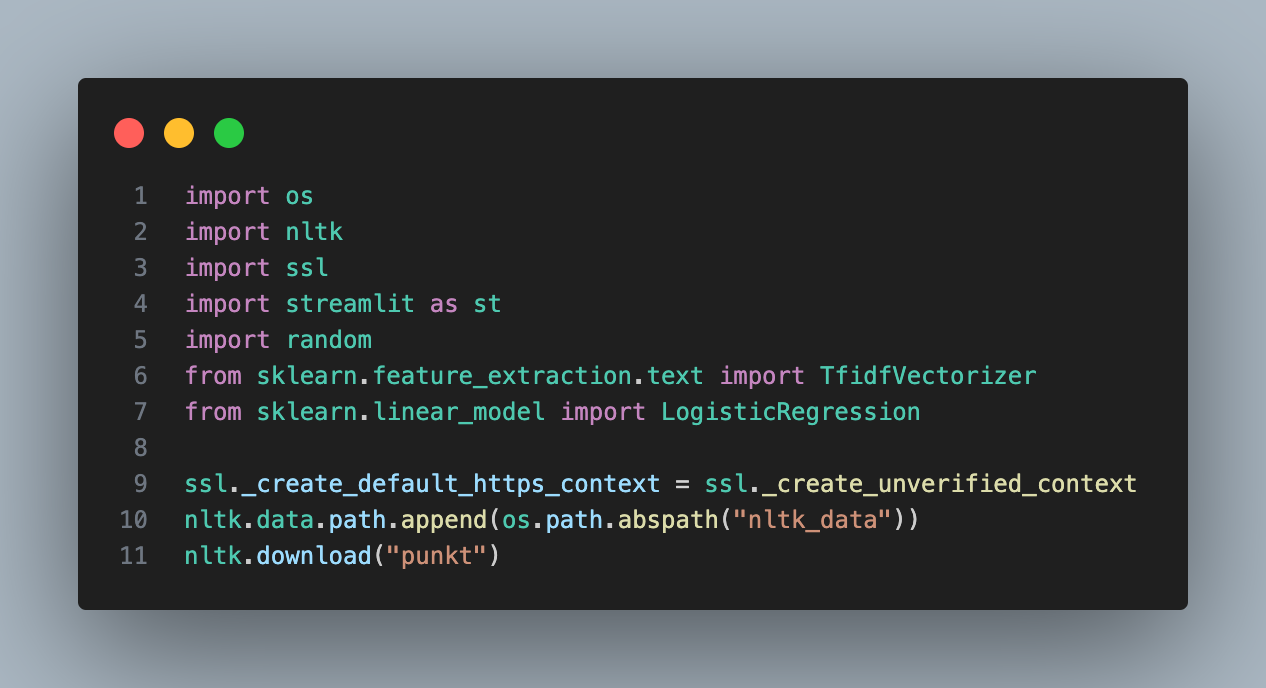 1 import os
2 import nltk
3 import ssl
4 import streamlit as st
5 import random
6 from sklearn.feature_extraction.text import TfidfVectorizer
7 from sklearn.linear_model import LogisticRegression
8
9 ssl._create_default_https_context = ssl._create_unverified_context
10 nltk.data.path.append(os.path.abspath("nltk_data"))
11 nltk.download("punkt")